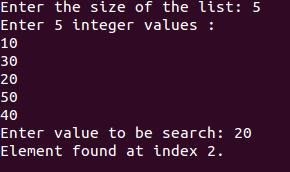 Enter the size of the list: 5
Enter 5 integer values :
10
30
20
50
40
Enter value to be search: 20
Element found at index 2.